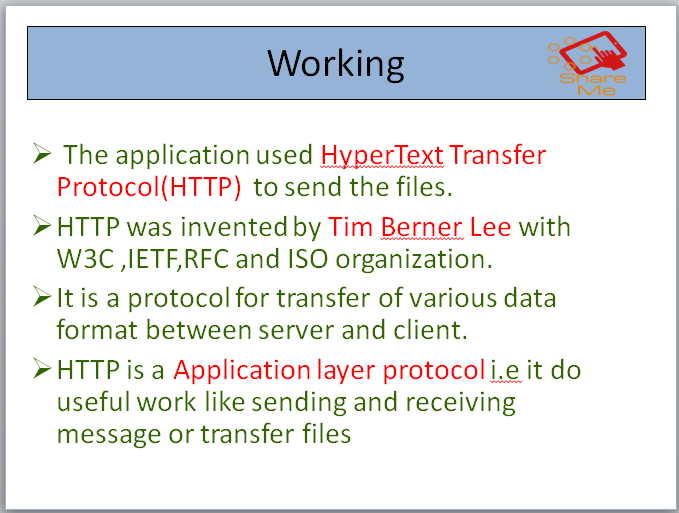 Working
Share
Me
➢ The application used HyperText Transfer
Protocol(HTTP) to send the files.
➢ HTTP was invented by Tim Berner Lee with
W3C ,IETF,RFC and ISO organization.
➢ It is a protocol for transfer of various data
format between server and client.
➢ HTTP is a Application layer protocol i.e it do
useful work like sending and receiving
message or transfer files